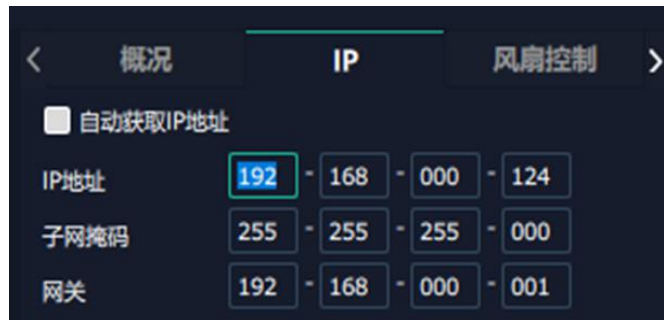 < 概况 IP 风扇控制 >
自动获取IP地址
IP地址 192 - 168 - 000 - 124
子网掩码 255 - 255 - 255 - 000
网关 192 - 168 - 000 - 001